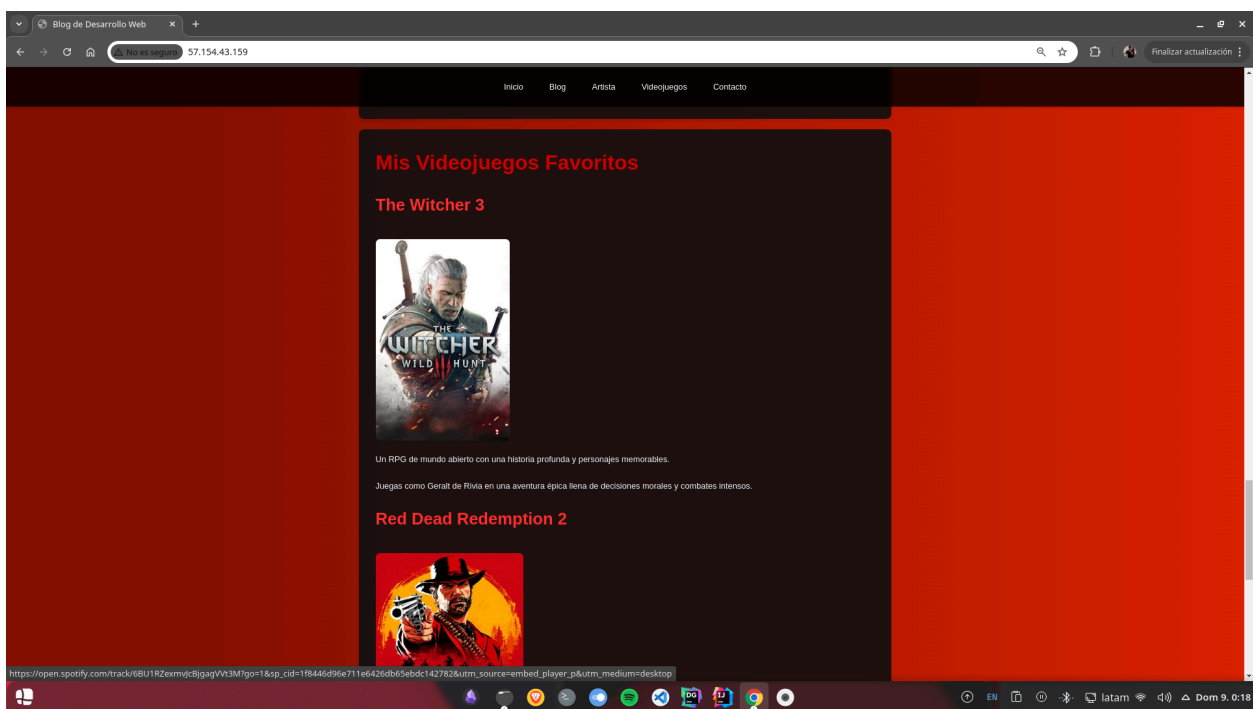 Blog de Desarrollo Web
No es seguro 57.154.43.159
Finalizar actualización
Inicio Blog Artista Videojuegos Contacto
Mis Videojuegos Favoritos
The Witcher 3
THE
WITCHER
WILD HUNT
Un RPG de mundo abierto con una historia profunda y personajes memorables.
Juegas como Geralt de Rivia en una aventura épica llena de decisiones morales y combates intensos.
Red Dead Redemption 2
https://open.spotify.com/track/6BU1RZexmvJcBjgagVVt3M?go=1&sp_cid=1f8446d96e711e6426db65ebdc142782&utm_source=embed_player_p&utm_medium=desktop
DG IJ
EN latam Dom 9. 0:18